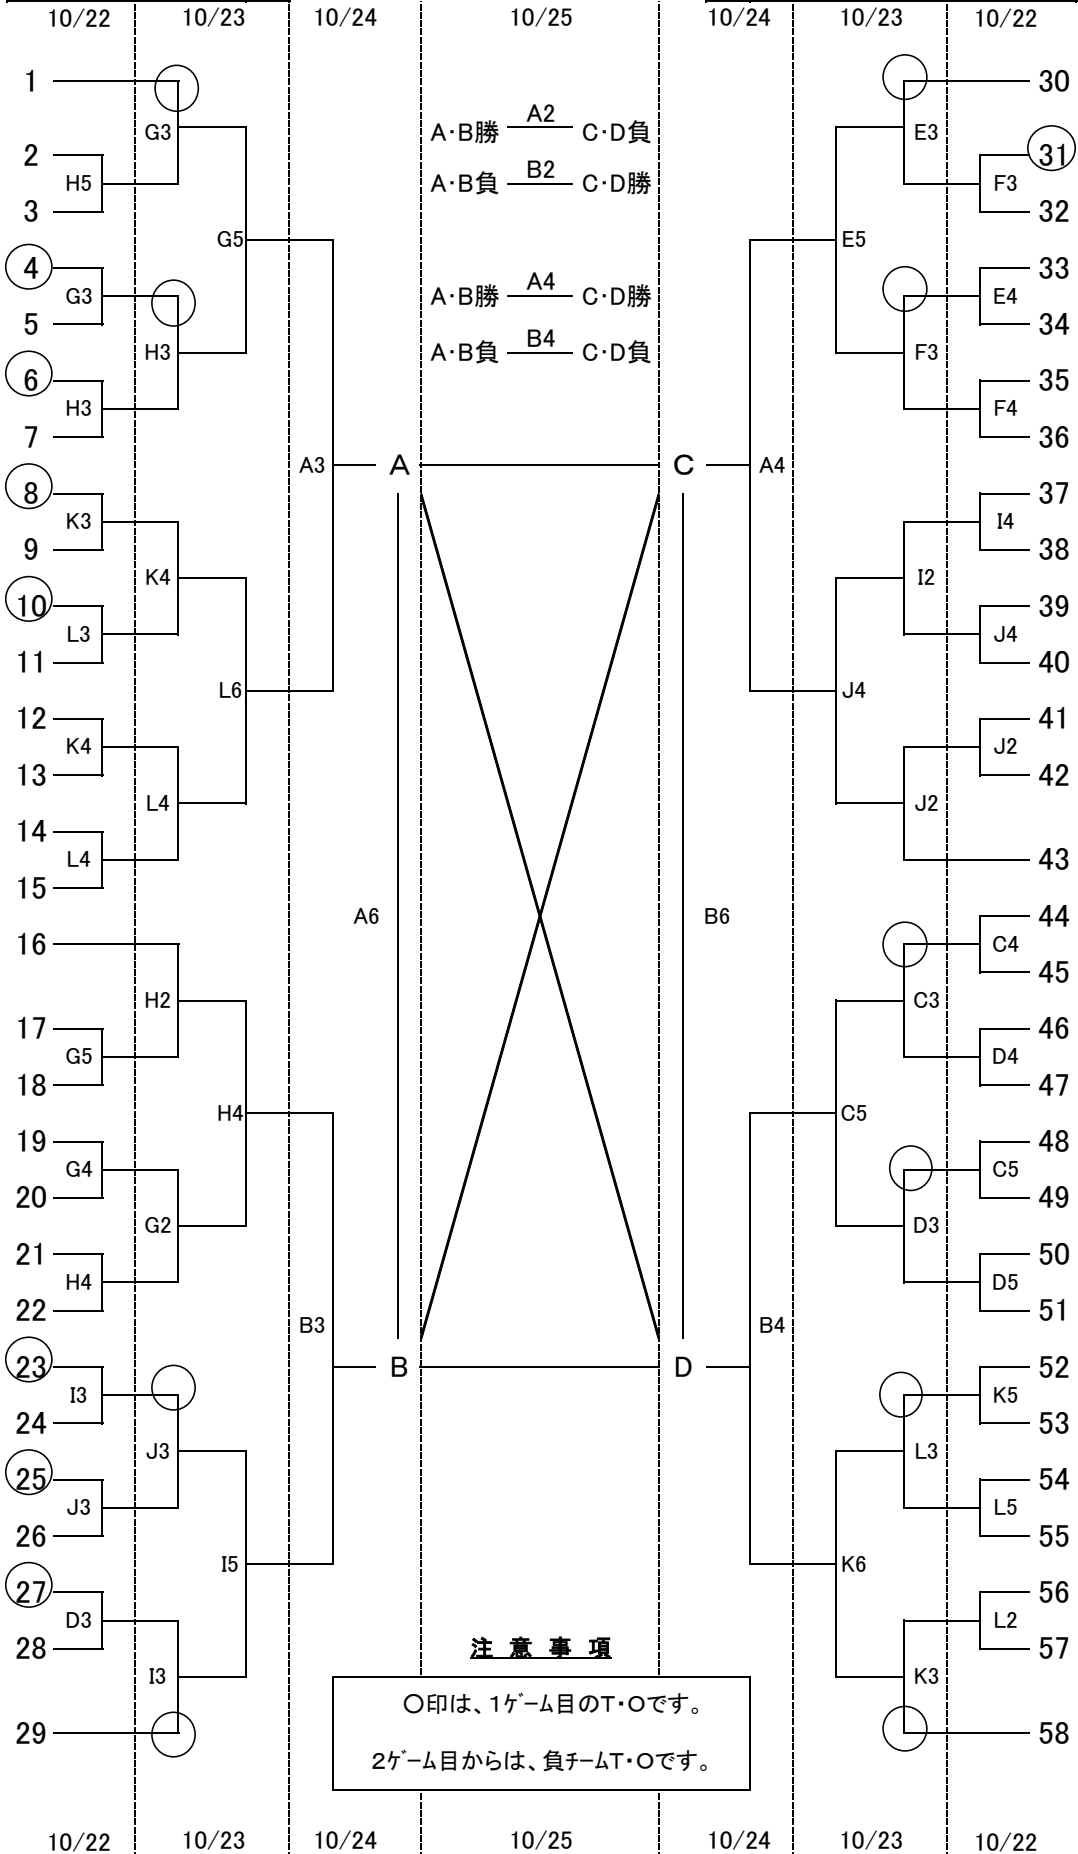 10/22 10/23 10/24 10/25 10/24 10/23 10/22
1 30
A2
G3 A・B勝 C・D負 E3
2 31
H5 B2 F3
A・B負 C・D勝
3 32
G5 E5
4 33
G3 A4 E4
A・B勝 C・D勝
5 34
B4
H3 A・B負 C・D負 F3
6 35
H3 F4
7 36
A3 A C A4
8 37
K3 I4
9 38
K4 I2
10 39
L3 J4
11 40
L6 J4
12 41
K4 J2
13 42
L4 J2
14
L4 43
15
A6 B6 44
16 C4
45
H2 C3
17 46
G5 D4
18 47
H4 C5
19 48
G4 C5
20 49
G2 D3
21 50
H4 D5
22 51
B3 B4
23 B D 52
I3 K5
24 53
J3 L3
25 54
J3 L5
26 55
I5 K6
27 56
D3 L2
28 注意事項 57
I3 K3
〇印は、1ｹﾞｰﾑ目のT・Oです。
29 58
2ｹﾞｰﾑ目からは、負ﾁｰﾑT・Oです。
10/22 10/23 10/24 10/25 10/24 10/23 10/22